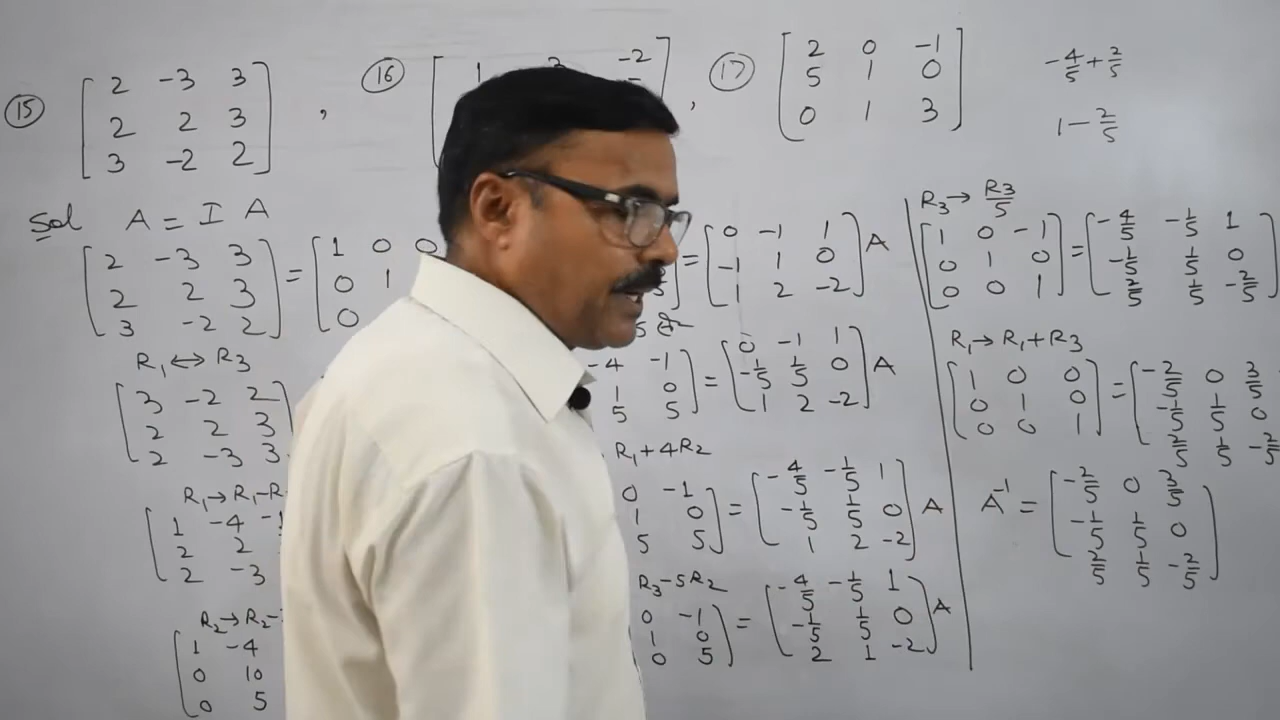 ⑮ [2 -3 3
2 2 3
3 -2 2] ,
⑯ [1 -2
] ,
⑰ [2 0 -1
5 1 0
0 1 3]
-4/5 + 2/5
1 - 2/5
Sol A = I A
[2 -3 3
2 2 3
3 -2 2] = [1 0 0
0 1
0
R₁ ↔ R₃
[3 -2 2
2 2 3
2 -3 3]
R₁ → R₁ - R
[1 -4 -1
2 2
2 -3
R₂ → R₂ -
[1 -4
0 10
0 5
] = [0 -1 1
-1 1 0
1 2 -2] A
-4 -1
1 0
5 5] = [0 -1 1
-1/5 1/5 0
1 2 -2] A
R₁ + 4R₂
0 -1
1 0
5 5] = [-4/5 -1/5 1
-1/5 1/5 0
1 2 -2] A
R₃ - 5R₂
0 -1
1 0
0 5] = [-4/5 -1/5 1
-1/5 1/5 0
2 1 -2] A
R₃ → R₃/5
[1 0 -1
0 1 0
0 0 1] = [-4/5 -1/5 1
-1/5 1/5 0
2/5 1/5 -2/5]
R₁ → R₁ + R₃
[1 0 0
0 1 0
0 0 1] = [-2/5 0 3/5
-1/5 1/5 0
2/5 1/5 -2/5
A⁻¹ = [-2/5 0 3/5
-1/5 1/5 0
2/5 1/5 -2/5]